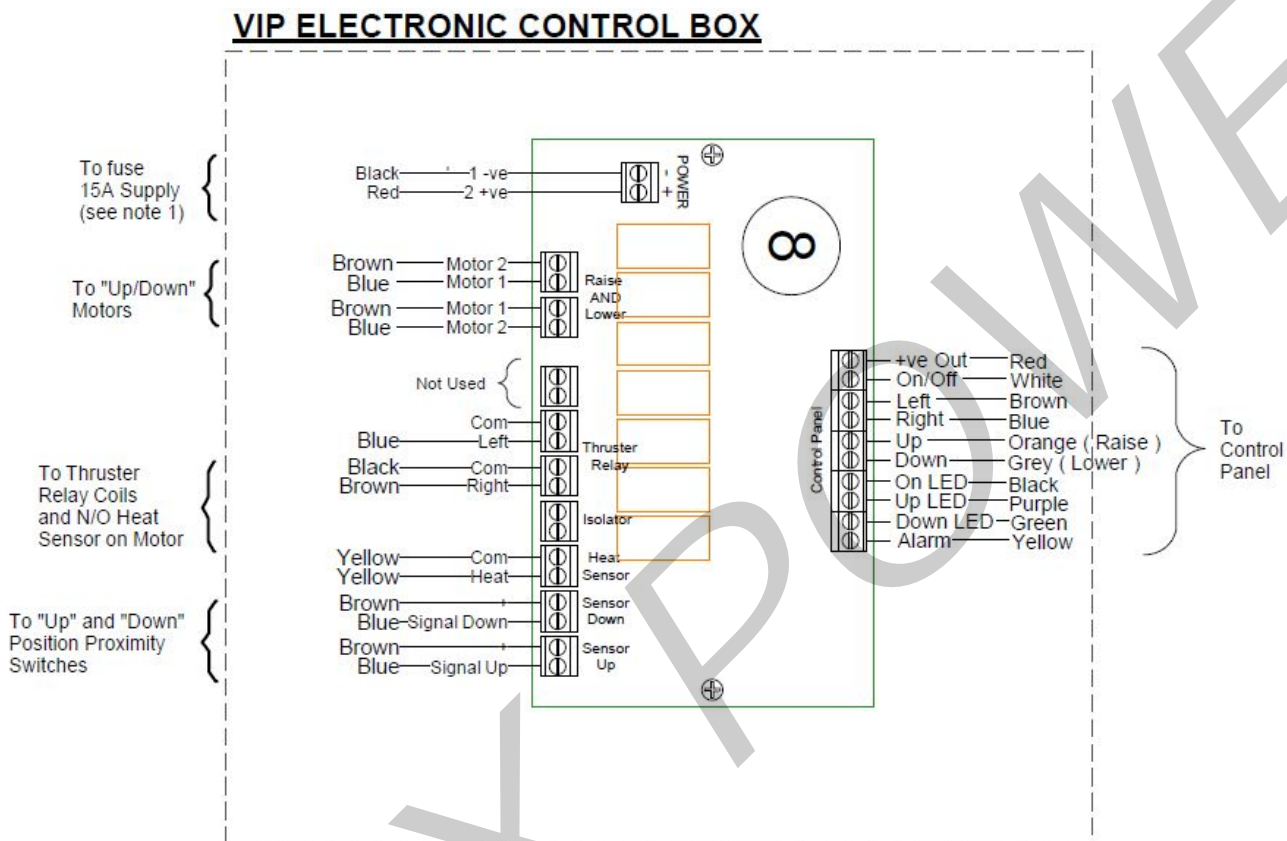 VIP ELECTRONIC CONTROL BOX
To fuse
15A Supply
(see note 1)
Black 1 -ve
Red 2 +ve
- +
POWER
8
To "Up/Down"
Motors
Brown Motor 2
Blue Motor 1
Brown Motor 1
Blue Motor 2
Raise
AND
Lower
Not Used
Com
Blue Left
Black Com
Brown Right
Thruster
Relay
Isolator
To Thruster
Relay Coils
and N/O Heat
Sensor on Motor
Yellow Com
Yellow Heat
Heat
Sensor
To "Up" and "Down"
Position Proximity
Switches
Brown +
Blue Signal Down
Sensor
Down
Brown +
Blue Signal Up
Sensor
Up
Control Panel
+ve Out Red
On/Off White
Left Brown
Right Blue
Up Orange ( Raise )
Down Grey ( Lower )
On LED Black
Up LED Purple
Down LED Green
Alarm Yellow
To
Control
Panel
X POWE